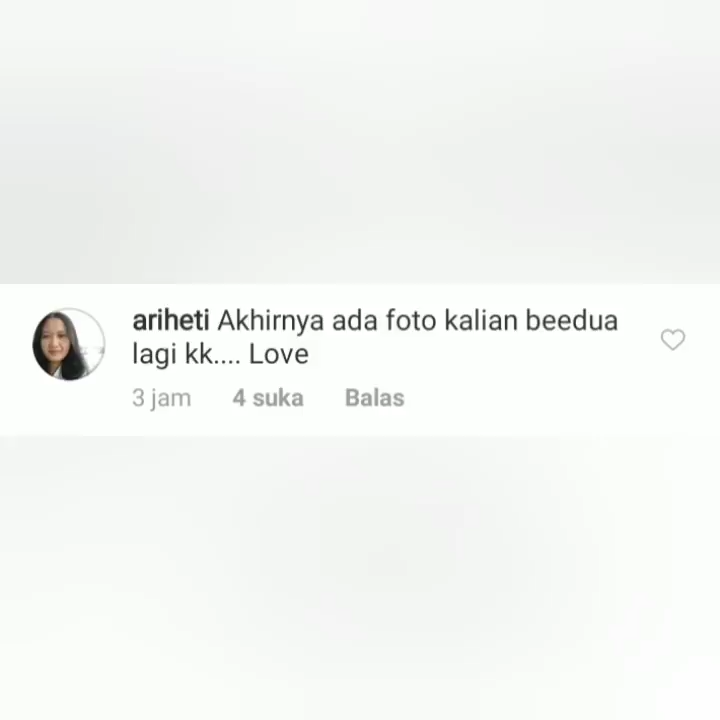 ariheti Akhirnya ada foto kalian beedua
lagi kk.... Love
3 jam 4 suka Balas